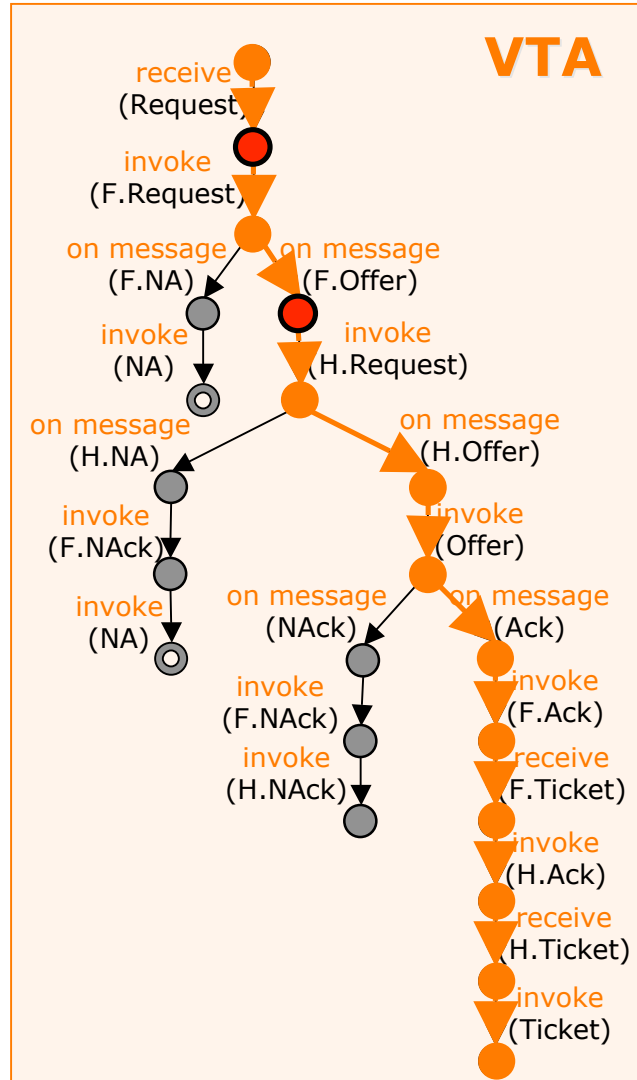 VTA
receive
(Request)
invoke
(F.Request)
on message
(F.NA)
on message
(F.Offer)
invoke
(NA)
invoke
(H.Request)
on message
(H.NA)
on message
(H.Offer)
invoke
(F.NAck)
invoke
(Offer)
invoke
(NA)
on message
(NAck)
on message
(Ack)
invoke
(F.NAck)
invoke
(F.Ack)
invoke
(H.NAck)
receive
(F.Ticket)
invoke
(H.Ack)
receive
(H.Ticket)
invoke
(Ticket)